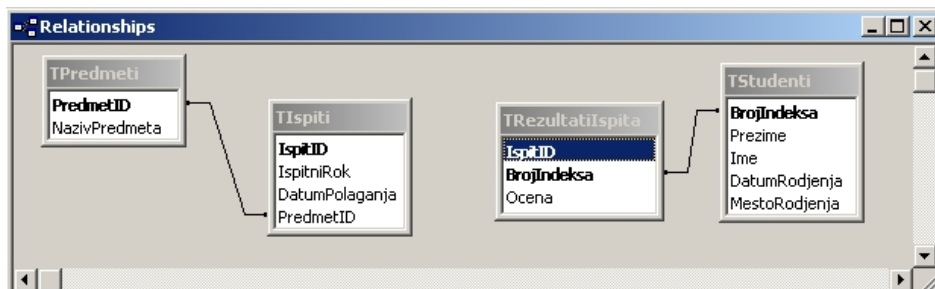 Relationships
TPredmeti
PredmetID
NazivPredmeta
TIspiti
IspitID
IspitniRok
DatumPolaganja
PredmetID
TRezultatiIspita
IspitID
BrojIndeksa
Ocena
TStudenti
BrojIndeksa
Prezime
Ime
DatumRodjenja
MestoRodjenja